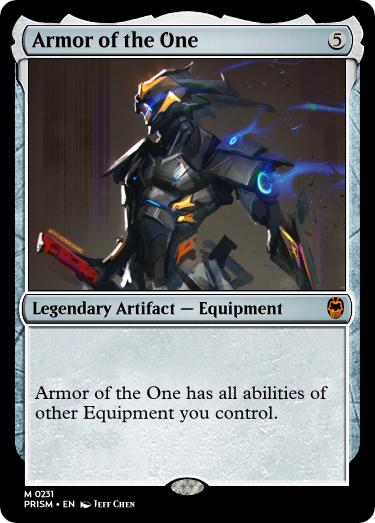 Armor of the One 5
Legendary Artifact — Equipment
Armor of the One has all abilities of
other Equipment you control.
M 0231
PRISM • EN Jeff Chen